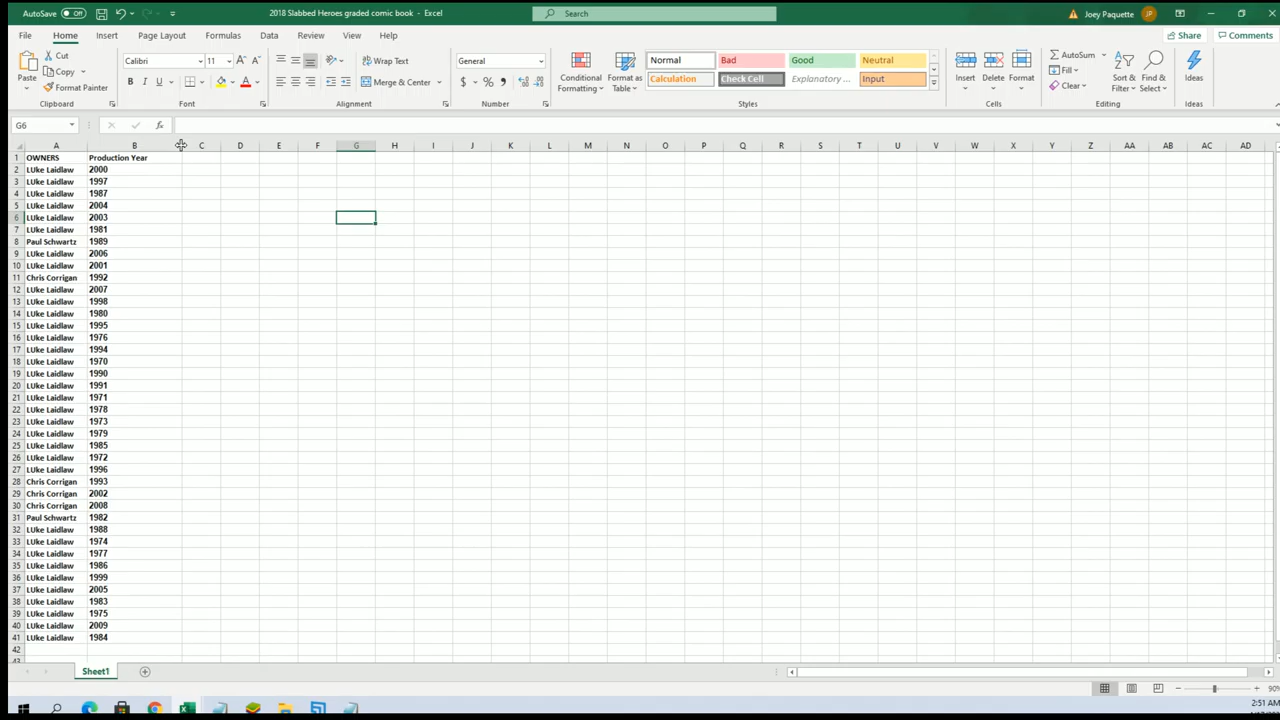 AutoSave Off 2018 Slabbed Heroes graded comic book - Excel Search Joey Paquette JP
File Home Insert Page Layout Formulas Data Review View Help Share Comments
Paste Cut Copy Format Painter Clipboard
Calibri 11 B I U A Font
Wrap Text Merge & Center Alignment
General $ % Number
Conditional Formatting Format as Table Normal Bad Good Neutral Calculation Check Cell Explanatory ... Input Styles
Insert Delete Format Cells
AutoSum Fill Clear Sort & Filter Find & Select Editing
Ideas Ideas
G6 fx
A B C D E F G H I J K L M N O P Q R S T U V W X Y Z AA AB AC AD
1 OWNERS Production Year
2 LUke Laidlaw 2000
3 LUke Laidlaw 1997
4 LUke Laidlaw 1987
5 LUke Laidlaw 2004
6 LUke Laidlaw 2003
7 LUke Laidlaw 1981
8 Paul Schwartz 1989
9 LUke Laidlaw 2006
10 LUke Laidlaw 2001
11 Chris Corrigan 1992
12 LUke Laidlaw 2007
13 LUke Laidlaw 1998
14 LUke Laidlaw 1980
15 LUke Laidlaw 1995
16 LUke Laidlaw 1976
17 LUke Laidlaw 1994
18 LUke Laidlaw 1970
19 LUke Laidlaw 1990
20 LUke Laidlaw 1991
21 LUke Laidlaw 1971
22 LUke Laidlaw 1978
23 LUke Laidlaw 1973
24 LUke Laidlaw 1979
25 LUke Laidlaw 1985
26 LUke Laidlaw 1972
27 LUke Laidlaw 1996
28 Chris Corrigan 1993
29 Chris Corrigan 2002
30 Chris Corrigan 2008
31 Paul Schwartz 1982
32 LUke Laidlaw 1988
33 LUke Laidlaw 1974
34 LUke Laidlaw 1977
35 LUke Laidlaw 1986
36 LUke Laidlaw 1999
37 LUke Laidlaw 2005
38 LUke Laidlaw 1983
39 LUke Laidlaw 1975
40 LUke Laidlaw 2009
41 LUke Laidlaw 1984
42
Sheet1
90%
2:51 AM